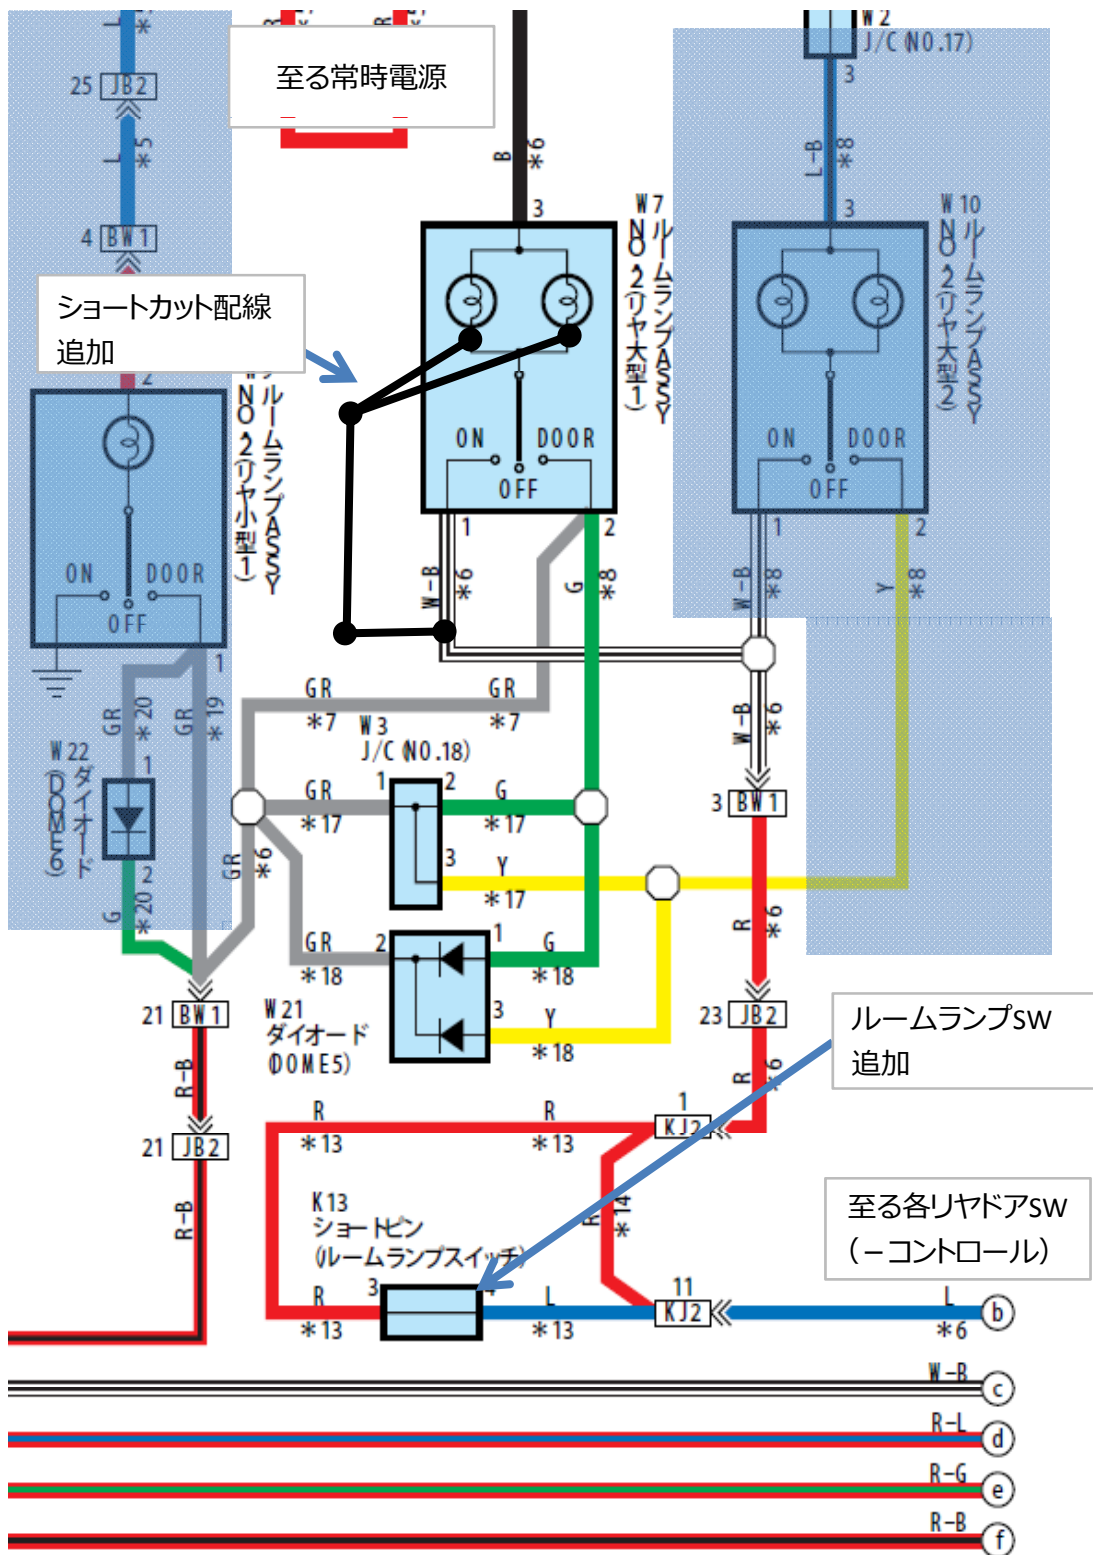 L
*
R
*
R
*
至る常時電源
W 2
J/C (NO.17)
3
25 JB2
L
*5
B
*6
L-B
*8
4 BW1
3
3
W7
ルームランプASSY
NO.2(リヤ大型1)
W10
ルームランプASSY
NO.2(リヤ大型2)
ショートカット配線
追加
2
ルームランプASSY
NO.2(リヤ小型1)
ON DOOR
OFF
ON DOOR
OFF
ON DOOR
OFF
1
2
1
2
W-B
*6
G
*8
W-B
*8
Y
*8
1
GR
*20
GR
*19
GR
*7
GR
*7
W-B
*6
W22
ダイオード
(DOME6)
1
2
W3
J/C (NO.18)
1
2
3
GR
*17
G
*17
3 BW1
GR
*6
Y
*17
G
*20
R
*6
GR
*18
2
1
G
*18
3
Y
*18
W21
ダイオード
(DOME5)
21 BW1
23 JB2
ルームランプSW
追加
R-B
R
*6
R
*13
R
*13
1
KJ2
21 JB2
K13
ショートピン
(ルームランプスイッチ)
R
*14
至る各リヤドアSW
(-コントロール)
R-B
3
4
R
*13
L
*13
11
KJ2
L
*6
b
W-B
c
R-L
d
R-G
e
R-B
f